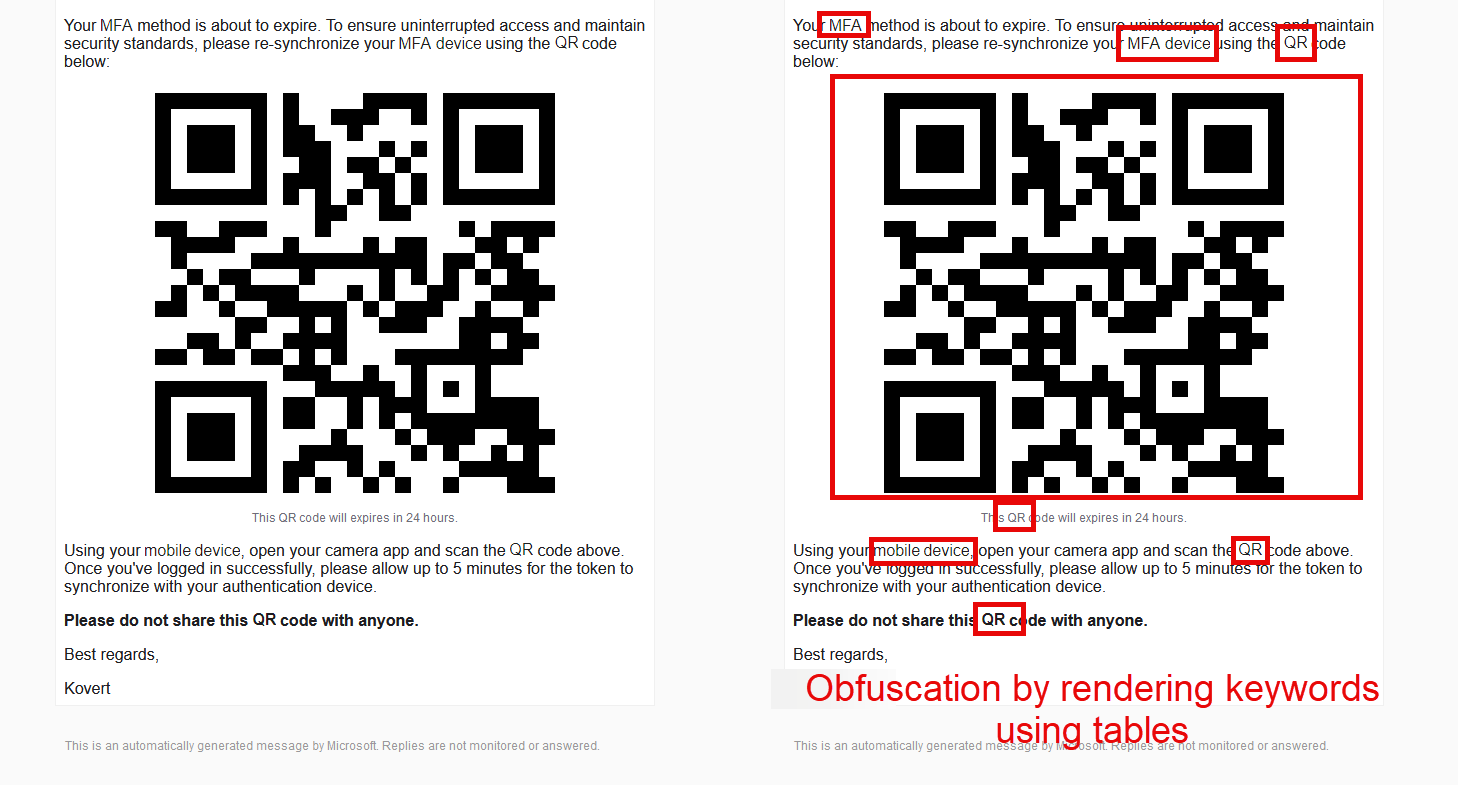 Your MFA method is about to expire. To ensure uninterrupted access and maintain
security standards, please re-synchronize your MFA device using the QR code
below:
This QR code will expires in 24 hours.
Using your mobile device, open your camera app and scan the QR code above.
Once you've logged in successfully, please allow up to 5 minutes for the token to
synchronize with your authentication device.
Please do not share this QR code with anyone.
Best regards,
Kovert
This is an automatically generated message by Microsoft. Replies are not monitored or answered.
Your MFA method is about to expire. To ensure uninterrupted access and maintain
security standards, please re-synchronize your MFA device using the QR code
below:
This QR code will expires in 24 hours.
Using your mobile device, open your camera app and scan the QR code above.
Once you've logged in successfully, please allow up to 5 minutes for the token to
synchronize with your authentication device.
Please do not share this QR code with anyone.
Best regards,
Obfuscation by rendering keywords
using tables
This is an automatically generated message by Microsoft. Replies are not monitored or answered.